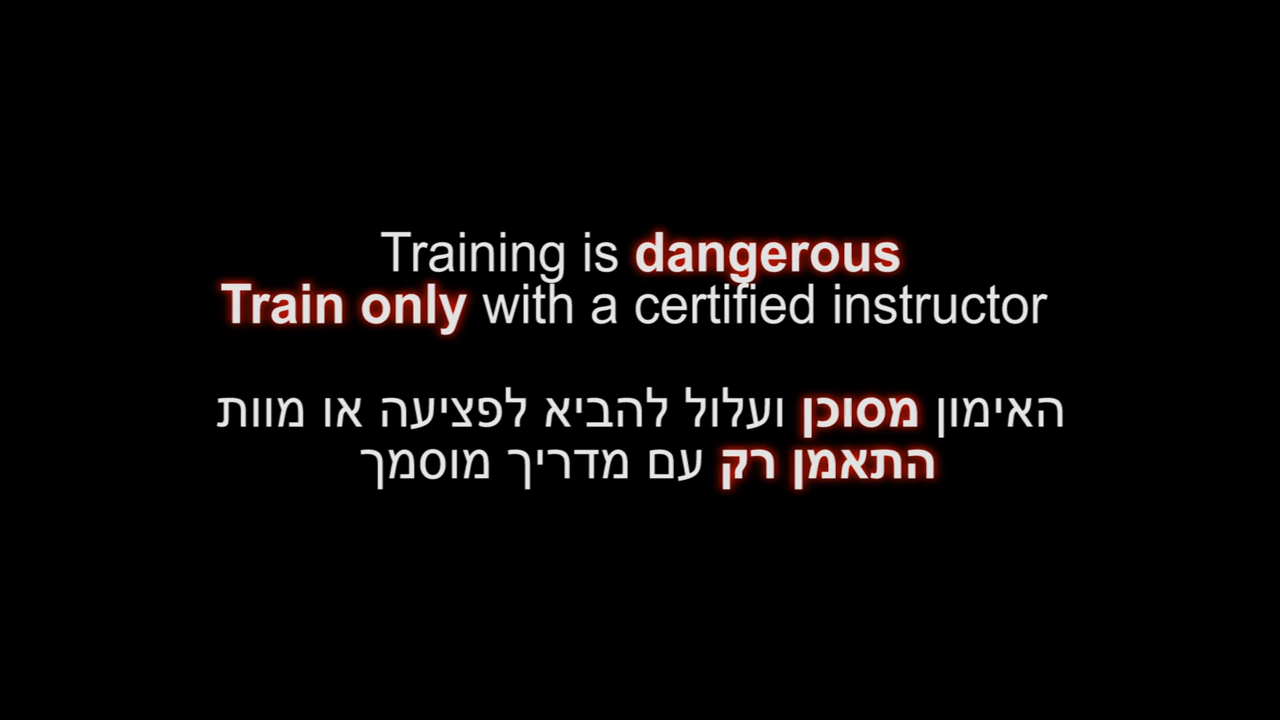 Training is dangerous
Train only with a certified instructor
האימון מסוכן ועלול להביא לפציעה או מוות
התאמן רק עם מדריך מוסמך